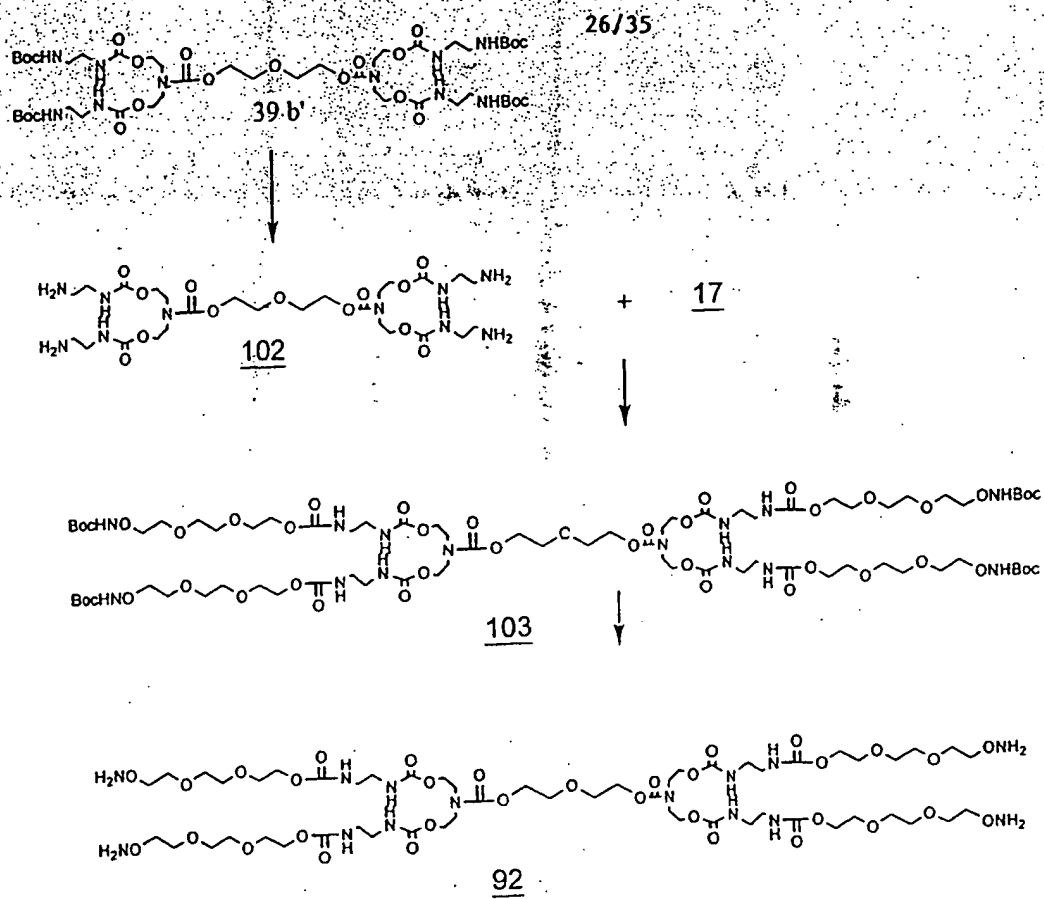 26/35
O O O O
BocHN N O N O O O O N O N NHBoc
H H
BocHN N O O N NHBoc
O O
39 b'
O O O O
H₂N N O N O O O O N O N NH₂
H H
H₂N N O O N NH₂
O O
102
+ 17
BocHNO O O O O N N O O O O N O H O O O ONHBoc
H H
O O C O O
BocHNO O O O O N N O O N N O O O ONHBoc
103
H₂NO O O O O N N O O O O N O H O O O ONH₂
H H
O O O O O
H₂NO O O O O N N O O N N O O O ONH₂
92